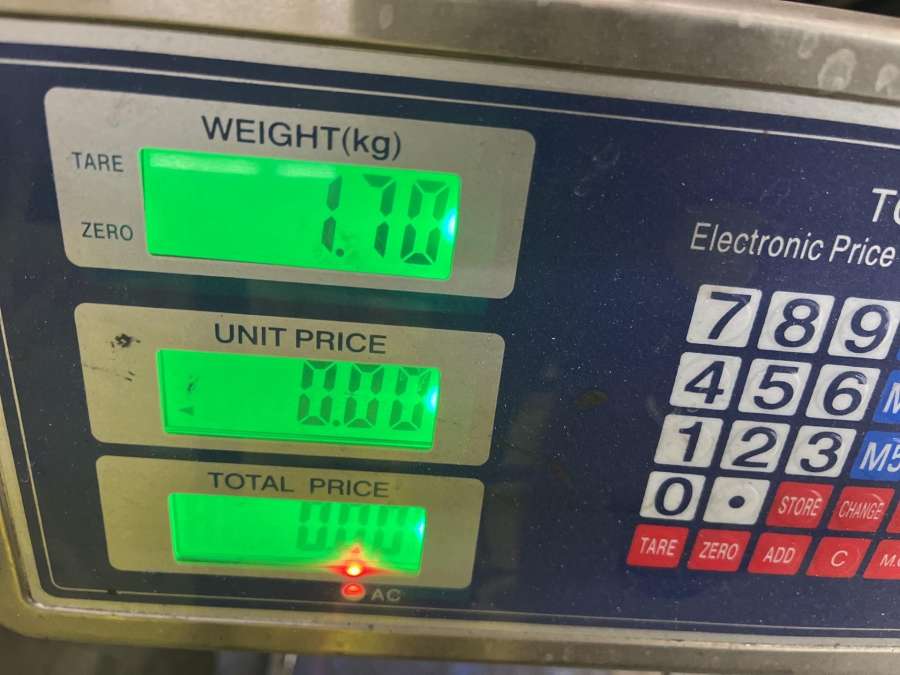 WEIGHT(kg)
TARE
ZERO
1.70
UNIT PRICE
0.00
TOTAL PRICE
0.00
AC
Electronic Price
7 8 9
4 5 6
1 2 3 M5
0 . STORE CHANGE
TARE ZERO ADD C